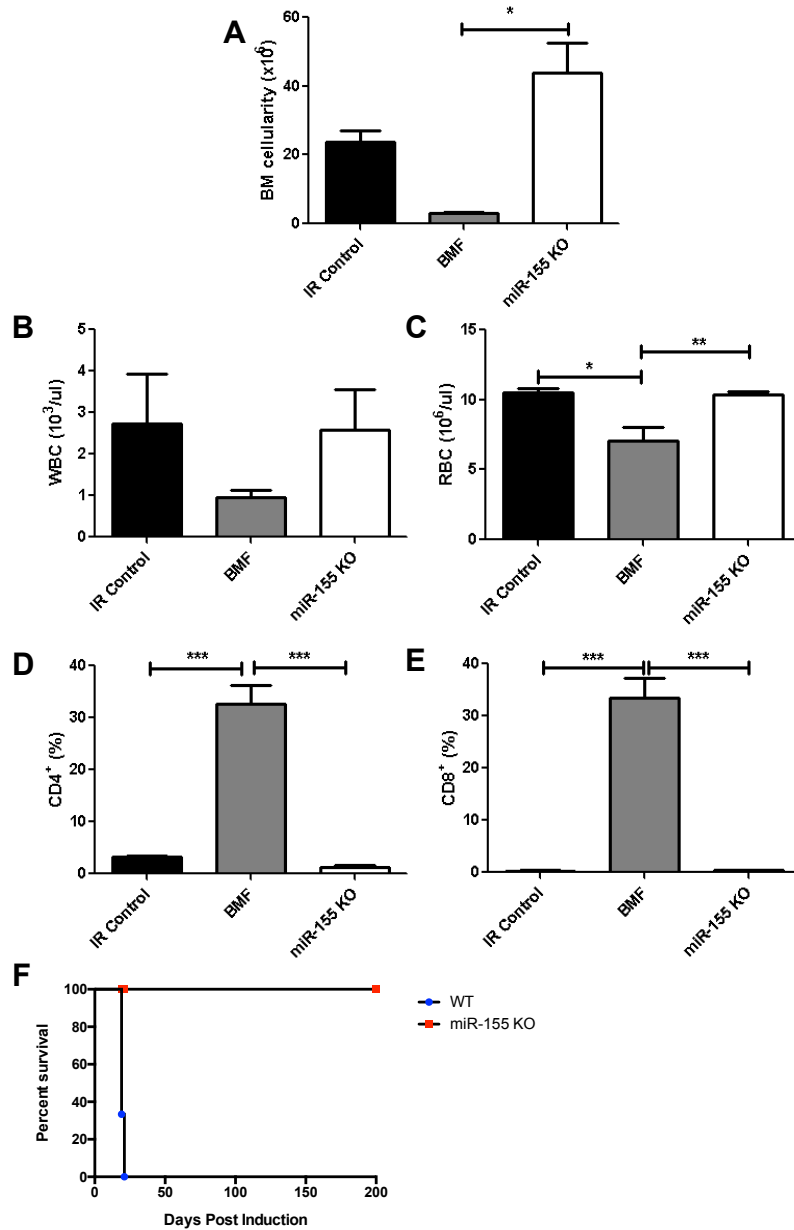 A
BM cellularity (x10⁶)
60
40
20
0
*
IR Control
BMF
miR-155 KO
B
WBC (10³/ul)
5
4
3
2
1
0
IR Control
BMF
miR-155 KO
C
RBC (10⁶/ul)
15
10
5
0
*
**
IR Control
BMF
miR-155 KO
D
CD4⁺ (%)
40
30
20
10
0
***
***
IR Control
BMF
miR-155 KO
E
CD8⁺ (%)
40
30
20
10
0
***
***
IR Control
BMF
miR-155 KO
F
Percent survival
100
80
60
40
20
0
0
50
100
150
200
Days Post Induction
WT
miR-155 KO